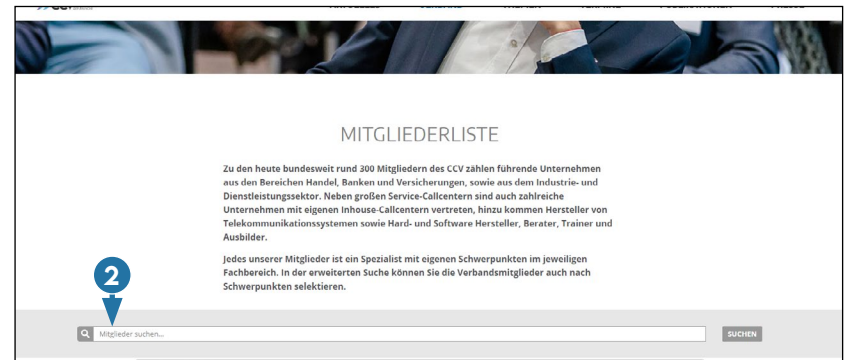 MITGLIEDERLISTE
Zu den heute bundesweit rund 300 Mitgliedern des CCV zählen führende Unternehmen
aus den Bereichen Handel, Banken und Versicherungen, sowie aus dem Industrie- und
Dienstleistungssektor. Neben großen Service-Callcentern sind auch zahlreiche
Unternehmen mit eigenen Inhouse-Callcentern vertreten, hinzu kommen Hersteller von
Telekommunikationssystemen sowie Hard- und Software Hersteller, Berater, Trainer und
Ausbilder.
Jedes unserer Mitglieder ist ein Spezialist mit eigenen Schwerpunkten im jeweiligen
Fachbereich. In der erweiterten Suche können Sie die Verbandsmitglieder auch nach
Schwerpunkten selektieren.
2
Mitglieder suchen...
SUCHEN